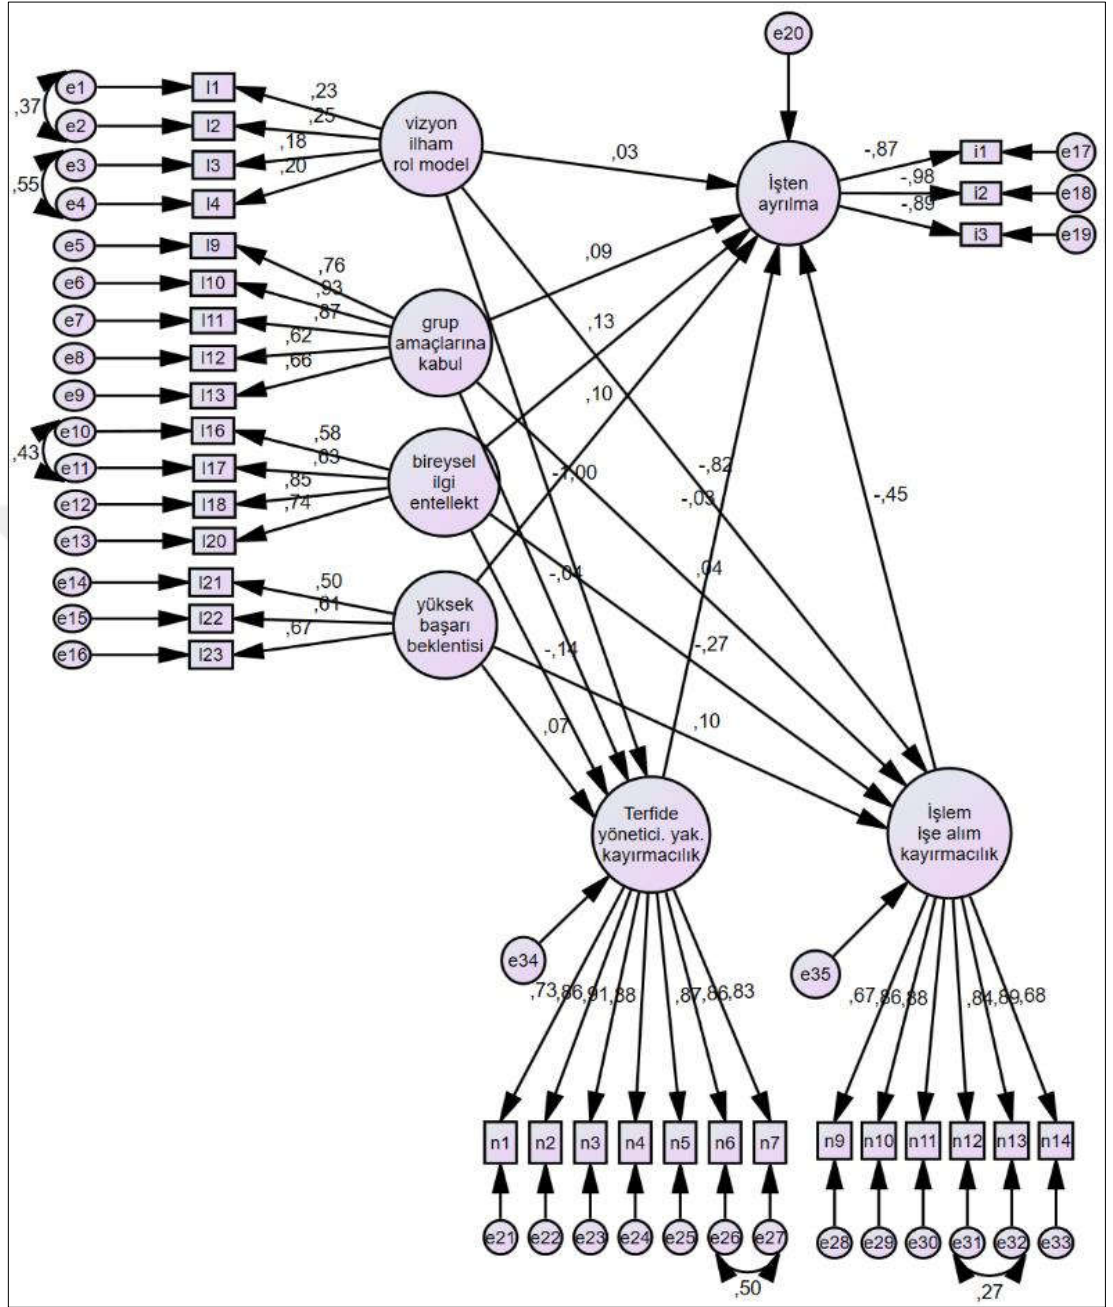 e20
e1
l1
,23
,37
e2
l2
,25
vizyon
ilham
rol model
e3
l3
,18
,55
e4
l4
,20
,03
İşten
ayrılma
-,87
i1
e17
-,98
i2
e18
-,89
i3
e19
e5
l9
,76
e6
l10
,93
e7
l11
,87
e8
l12
,62
e9
l13
,66
grup
amaçlarına
kabul
,09
,13
,10
e10
l16
,58
,43
e11
l17
,63
e12
l18
,85
e13
l20
,74
bireysel
ilgi
entellekt
-1,00
-,82
-,03
-,45
e14
l21
,50
e15
l22
,61
e16
l23
,67
yüksek
başarı
beklentisi
-,04
,04
-,14
-,27
,07
,10
Terfide
yönetici. yak.
kayırmacılık
İşlem
işe alım
kayırmacılık
e34
e35
,73
,86
,91
,88
,87
,86
,83
,67
,86
,88
,84
,89
,68
n1
n2
n3
n4
n5
n6
n7
n9
n10
n11
n12
n13
n14
e21
e22
e23
e24
e25
e26
e27
e28
e29
e30
e31
e32
e33
,50
,27